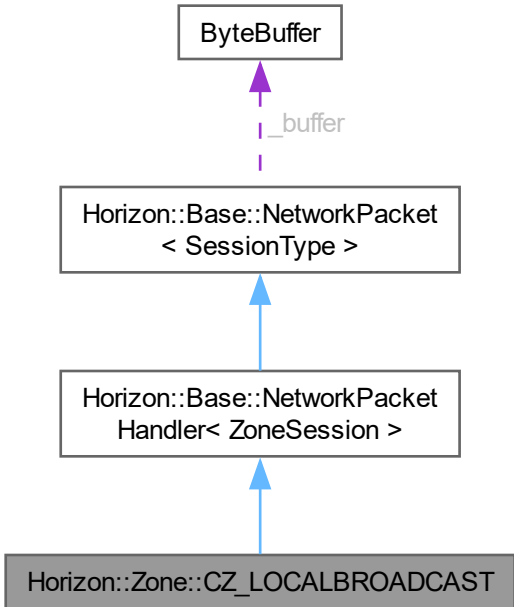 ByteBuffer
_buffer
Horizon::Base::NetworkPacket
< SessionType >
Horizon::Base::NetworkPacket
Handler< ZoneSession >
Horizon::Zone::CZ_LOCALBROADCAST